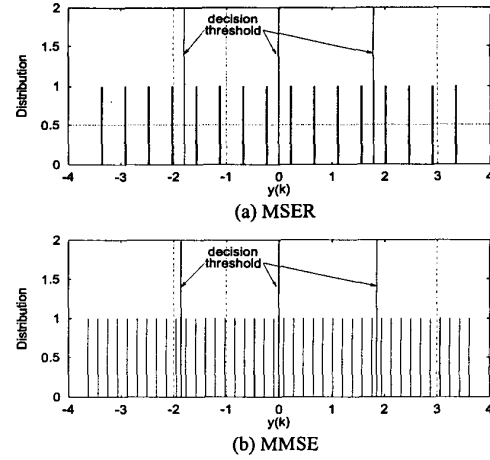 2
decision
threshold
1.5
1
0.5
0
Distribution
-4 -3 -2 -1 0 1 2 3 4
y(k)
(a) MSER
2
decision
threshold
1.5
1
0.5
0
Distribution
-4 -3 -2 -1 0 1 2 3 4
y(k)
(b) MMSE